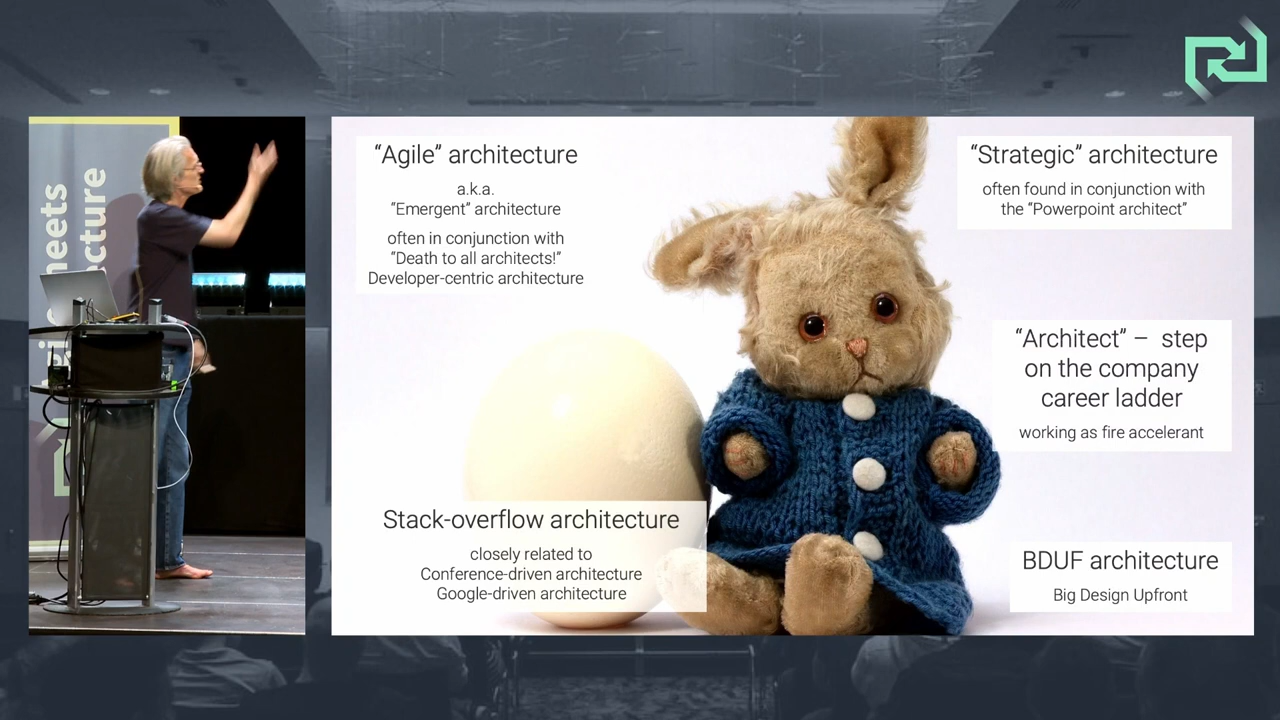 meets
ecture
“Agile” architecture
a.k.a.
“Emergent” architecture
often in conjunction with
“Death to all architects!”
Developer-centric architecture
“Strategic” architecture
often found in conjunction with
the “Powerpoint architect”
“Architect” – step
on the company
career ladder
working as fire accelerant
Stack-overflow architecture
closely related to
Conference-driven architecture
Google-driven architecture
BDUF architecture
Big Design Upfront